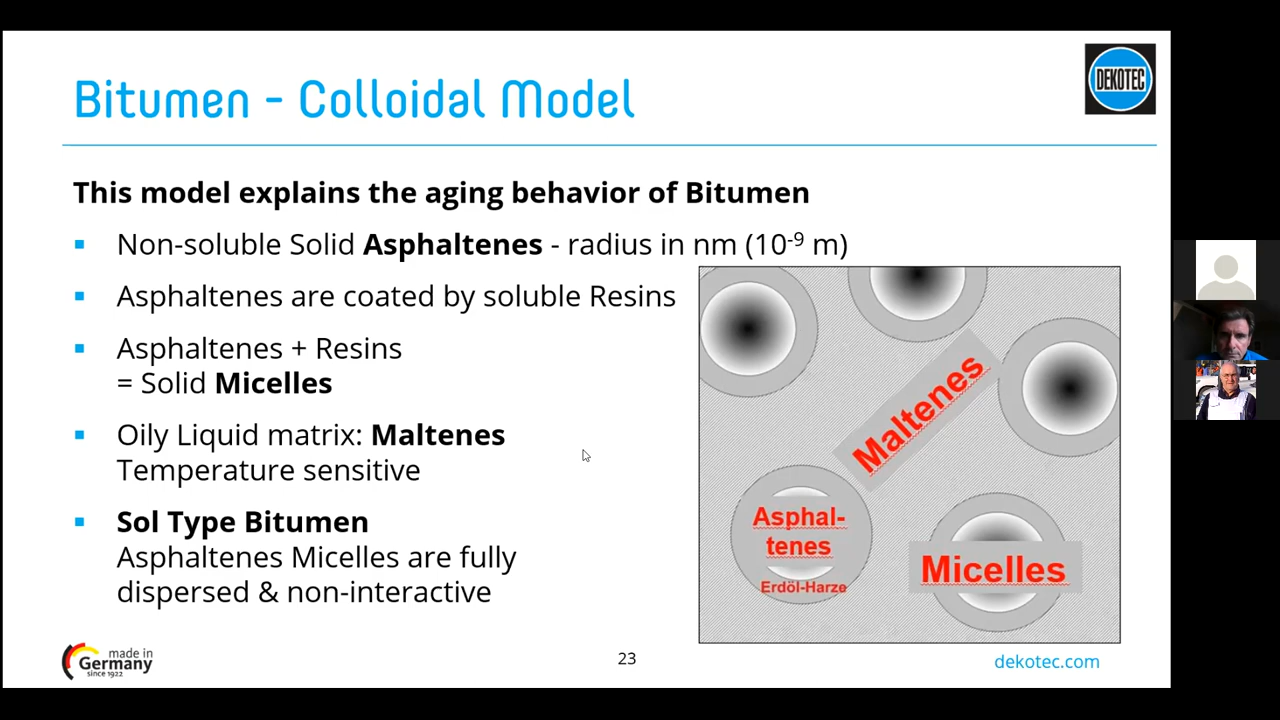 Bitumen - Colloidal Model
DEKOTEC
This model explains the aging behavior of Bitumen
Non-soluble Solid Asphaltenes - radius in nm (10⁻⁹ m)
Asphaltenes are coated by soluble Resins
Asphaltenes + Resins
= Solid Micelles
Oily Liquid matrix: Maltenes
Temperature sensitive
Sol Type Bitumen
Asphaltenes Micelles are fully
dispersed & non-interactive
Maltenes
Asphal-
tenes
Erdöl-Harze
Micelles
made in
Germany
since 1922
23
dekotec.com